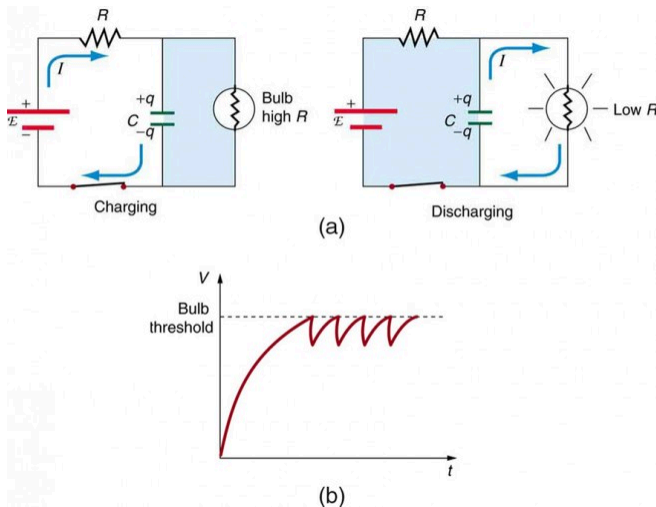 R
R
I
I
+
ℰ
−
+q
C
−q
Bulb
high R
+
ℰ
−
+q
C
−q
Low R
Charging
Discharging
(a)
V
Bulb
threshold
t
(b)